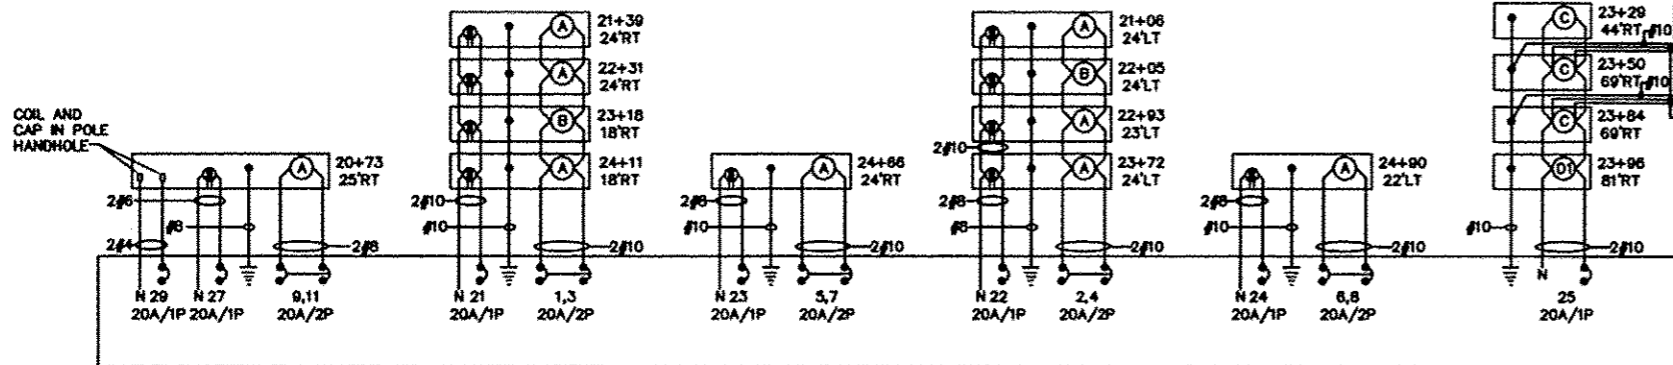 COIL AND
CAP IN POLE
HANDHOLE
A
20+73
25'RT
2#6
#8
2#4
2#8
N 29
20A/1P
N 27
20A/1P
9,11
20A/2P
A
21+39
24'RT
A
22+31
24'RT
B
23+18
18'RT
A
24+11
18'RT
2#10
#10
2#10
N 21
20A/1P
1,3
20A/2P
A
24+66
24'RT
2#8
#10
2#10
N 23
20A/1P
5,7
20A/2P
A
21+06
24'LT
B
22+05
24'LT
A
22+93
23'LT
2#10
A
23+72
24'LT
2#8
#8
2#10
N 22
20A/1P
2,4
20A/2P
A
24+90
22'LT
2#8
#10
2#10
N 24
20A/1P
6,8
20A/2P
C
23+29
44'RT
#10
C
23+50
69'RT
#10
C
23+84
69'RT
D1
23+96
81'RT
#10
2#10
N
25
20A/1P